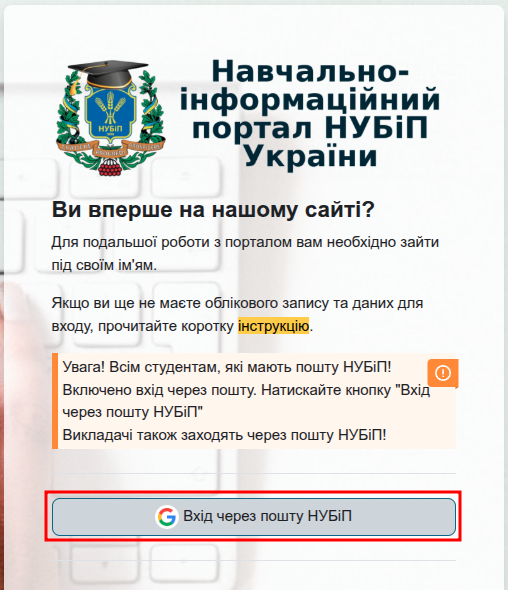 Навчально-
інформаційний
портал НУБіП
України
НУБіП
Ви вперше на нашому сайті?
Для подальшої роботи з порталом вам необхідно зайти
під своїм ім'ям.
Якщо ви ще не маєте облікового запису та даних для
входу, прочитайте коротку інструкцію.
Увага! Всім студентам, які мають пошту НУБіП!
Включено вхід через пошту. Натискайте кнопку "Вхід
через пошту НУБіП"
Викладачі також заходять через пошту НУБіП!
Вхід через пошту НУБіП